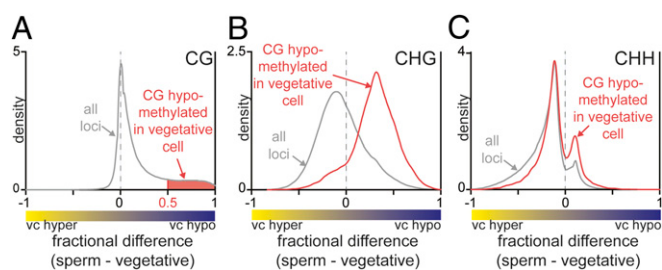 A
CG
5
density
0
all
loci
CG hypo-
methylated
in vegetative
cell
-1
0
0.5
1
vc hyper
vc hypo
fractional difference
(sperm - vegetative)
B
CHG
2.5
density
0
CG hypo-
methylated
in vegetative
cell
all
loci
-1
0
1
vc hyper
vc hypo
fractional difference
(sperm - vegetative)
C
CHH
4
density
0
all
loci
CG hypo-
methylated
in vegetative
cell
-1
0
1
vc hyper
vc hypo
fractional difference
(sperm - vegetative)